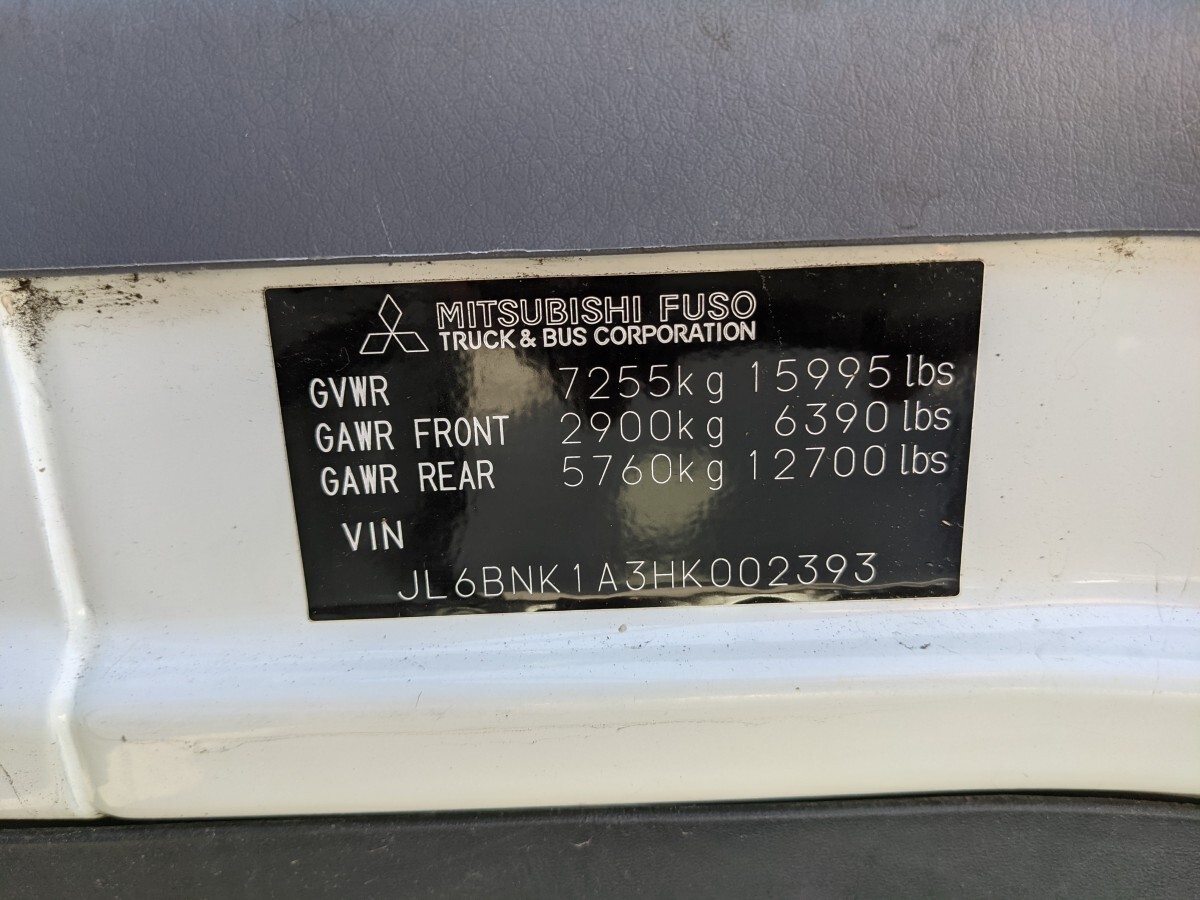 MITSUBISHI FUSO
TRUCK & BUS CORPORATION
GVWR 7255kg 15995 lbs
GAWR FRONT 2900kg 6390 lbs
GAWR REAR 5760kg 12700 lbs
VIN
JL6BNK1A3HK002393